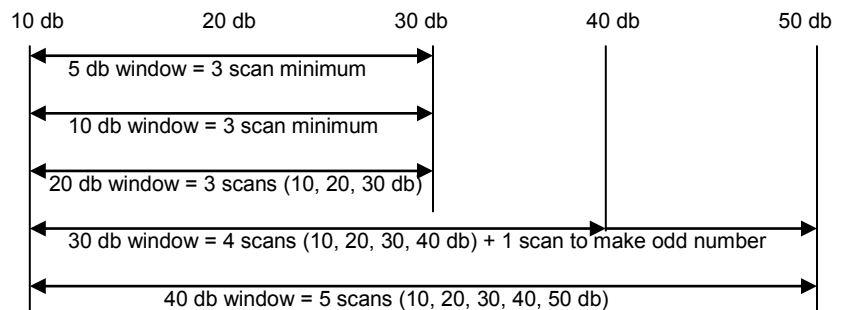 10 db 20 db 30 db 40 db 50 db
5 db window = 3 scan minimum
10 db window = 3 scan minimum
20 db window = 3 scans (10, 20, 30 db)
30 db window = 4 scans (10, 20, 30, 40 db) + 1 scan to make odd number
40 db window = 5 scans (10, 20, 30, 40, 50 db)